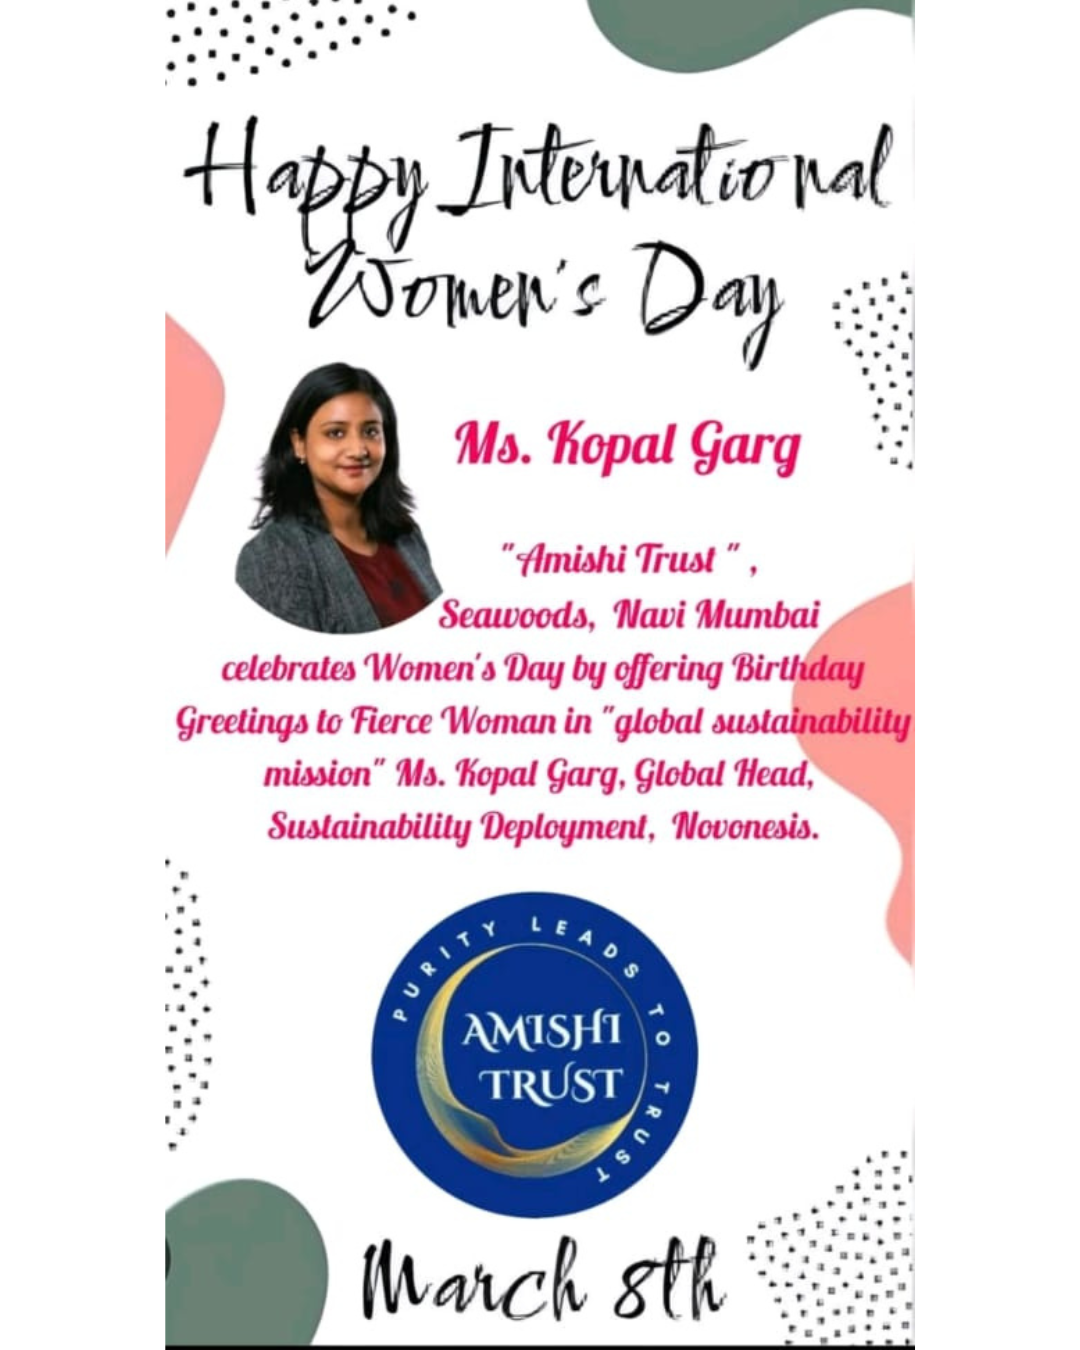 Happy International
Women's Day
Ms. Kopal Garg
"Amishi Trust " ,
Seawoods, Navi Mumbai
celebrates Women's Day by offering Birthday
Greetings to Fierce Woman in "global sustainability
mission" Ms. Kopal Garg, Global Head,
Sustainability Deployment, Novonesis.
PURITY LEADS TO TRUST
AMISHI
TRUST
March 8th